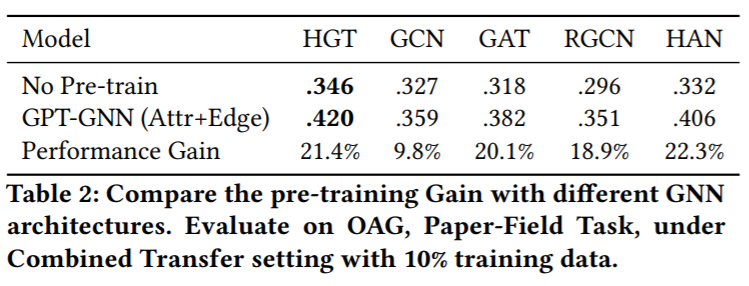 Model HGT GCN GAT RGCN HAN
No Pre-train .346 .327 .318 .296 .332
GPT-GNN (Attr+Edge) .420 .359 .382 .351 .406
Performance Gain 21.4% 9.8% 20.1% 18.9% 22.3%
Table 2: Compare the pre-training Gain with different GNN
architectures. Evaluate on OAG, Paper-Field Task, under
Combined Transfer setting with 10% training data.